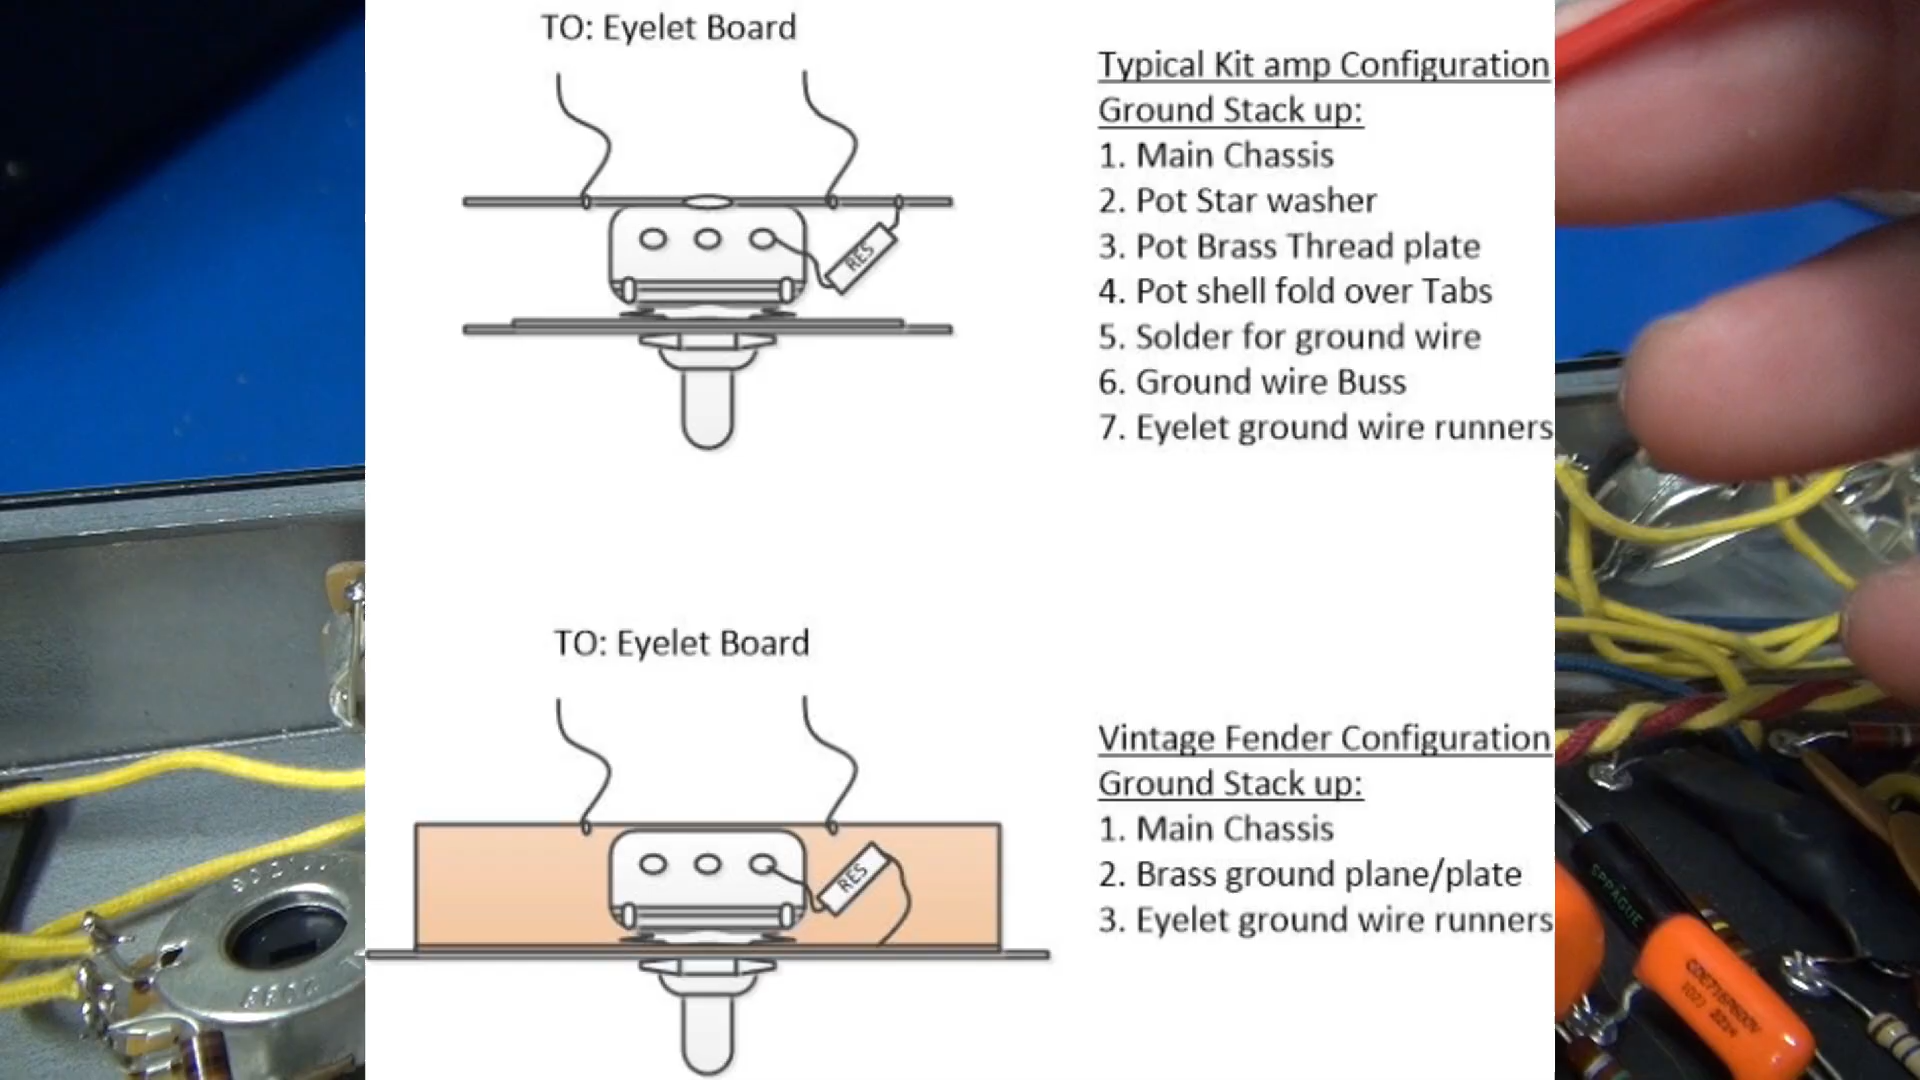 TO: Eyelet Board
Typical Kit amp Configuration
Ground Stack up:
1. Main Chassis
2. Pot Star washer
3. Pot Brass Thread plate
4. Pot shell fold over Tabs
5. Solder for ground wire
6. Ground wire Buss
7. Eyelet ground wire runners
RES
TO: Eyelet Board
Vintage Fender Configuration
Ground Stack up:
1. Main Chassis
2. Brass ground plane/plate
3. Eyelet ground wire runners
RES
SPRAGUE